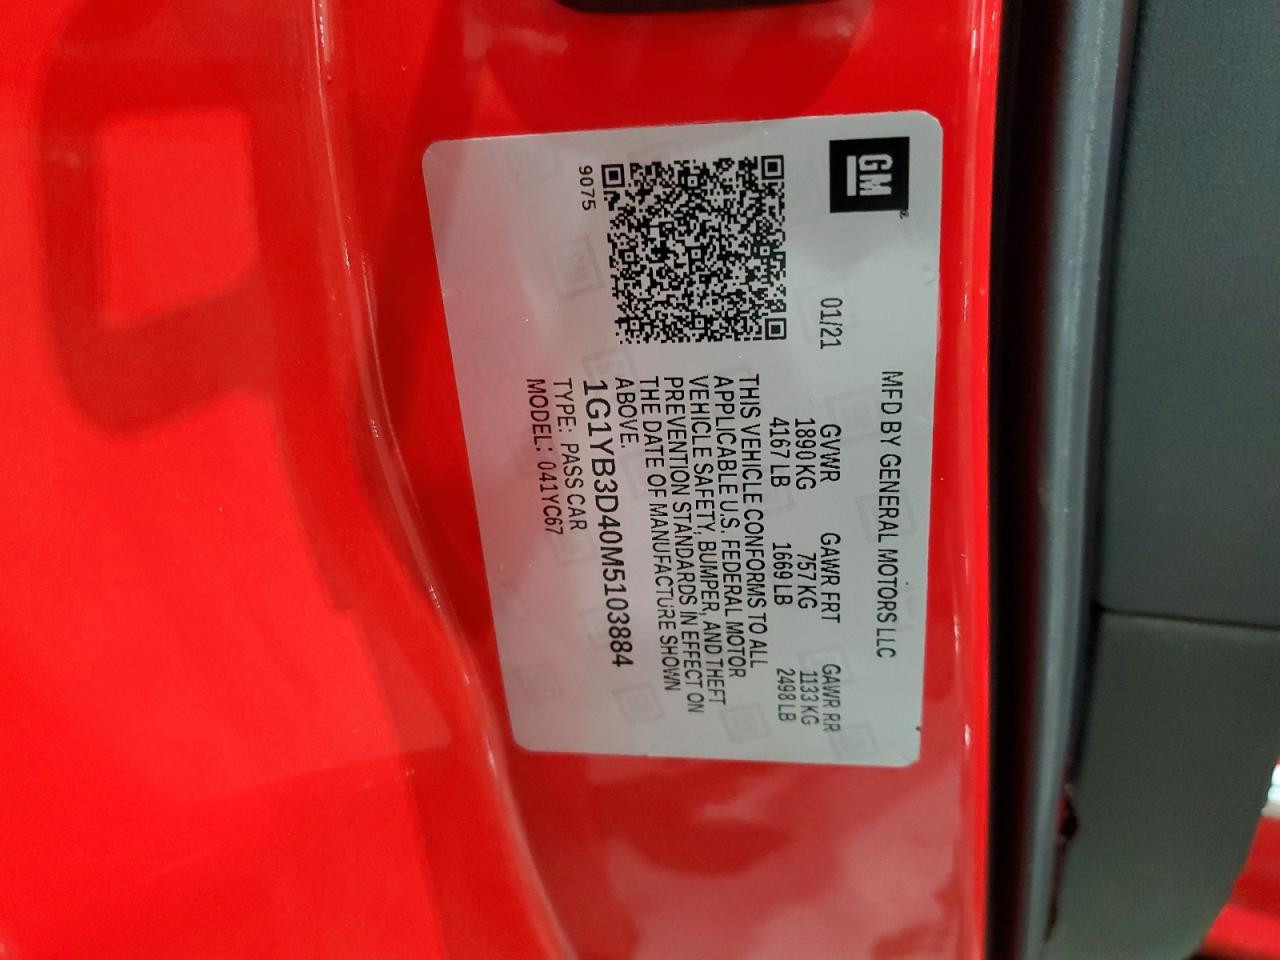 GM
MFD BY GENERAL MOTORS LLC
01/21
GVWR GAWR FRT GAWR RR
1890 KG 757 KG 1133 KG
4167 LB 1669 LB 2498 LB
THIS VEHICLE CONFORMS TO ALL
APPLICABLE U.S. FEDERAL MOTOR
VEHICLE SAFETY, BUMPER, AND THEFT
PREVENTION STANDARDS IN EFFECT ON
THE DATE OF MANUFACTURE SHOWN
ABOVE.
1G1YB3D40M5103884
TYPE: PASS CAR
MODEL: 041YC67
9075